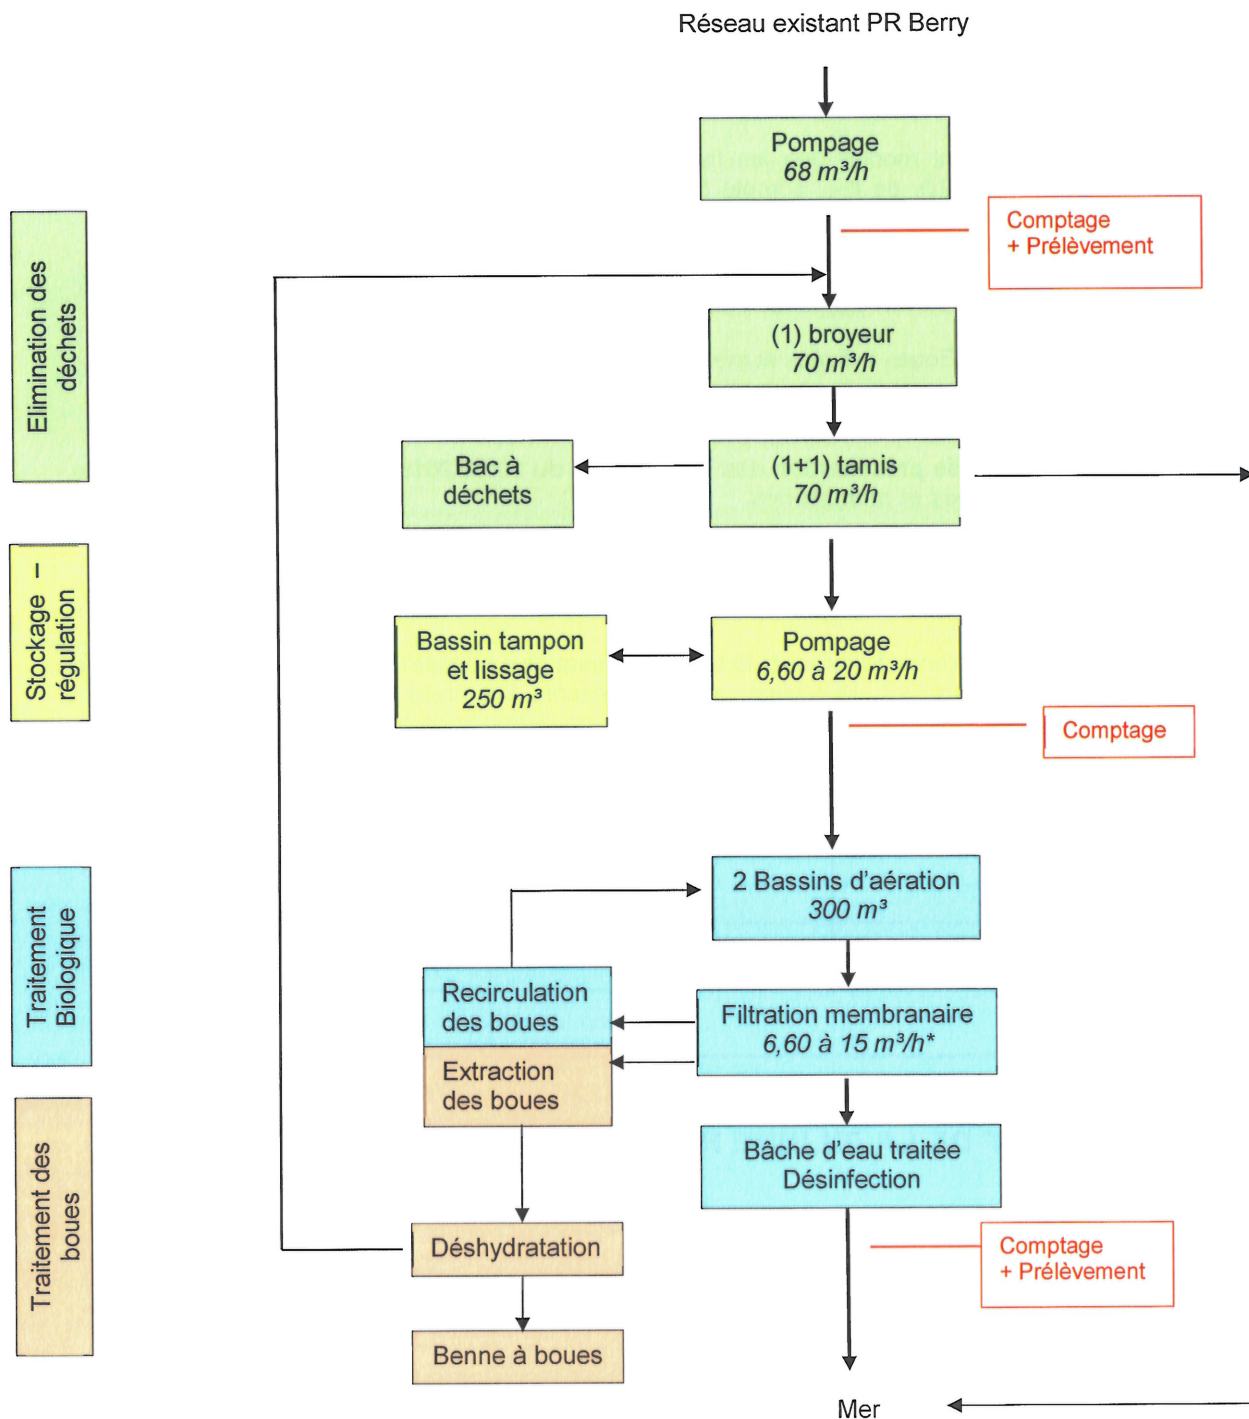 Réseau existant PR Berry
Pompage
68 m³/h
Comptage
+ Prélèvement
Elimination des
déchets
(1) broyeur
70 m³/h
Bac à
déchets
(1+1) tamis
70 m³/h
Stockage –
régulation
Bassin tampon
et lissage
250 m³
Pompage
6,60 à 20 m³/h
Comptage
Traitement
Biologique
2 Bassins d'aération
300 m³
Recirculation
des boues
Filtration membranaire
6,60 à 15 m³/h*
Extraction
des boues
Traitement des
boues
Bâche d'eau traitée
Désinfection
Déshydratation
Comptage
+ Prélèvement
Benne à boues
Mer